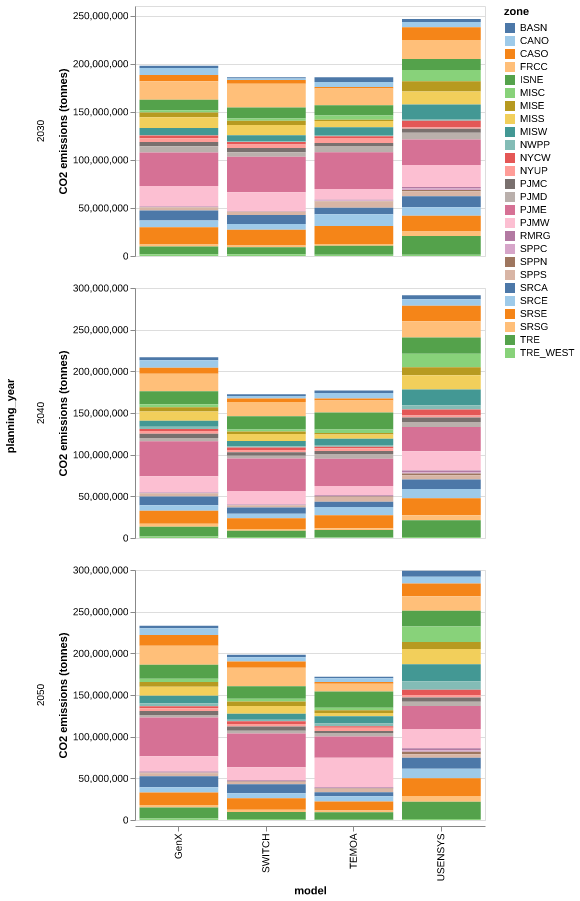 zone
BASN
CANO
CASO
FRCC
ISNE
MISC
MISE
MISS
MISW
NWPP
NYCW
NYUP
PJMC
PJMD
PJME
PJMW
RMRG
SPPC
SPPN
SPPS
SRCA
SRCE
SRSE
SRSG
TRE
TRE_WEST
planning_year
2030
CO2 emissions (tonnes)
250,000,000
200,000,000
150,000,000
100,000,000
50,000,000
0
2040
CO2 emissions (tonnes)
300,000,000
250,000,000
200,000,000
150,000,000
100,000,000
50,000,000
0
2050
CO2 emissions (tonnes)
300,000,000
250,000,000
200,000,000
150,000,000
100,000,000
50,000,000
0
GenX
SWITCH
TEMOA
USENSYS
model